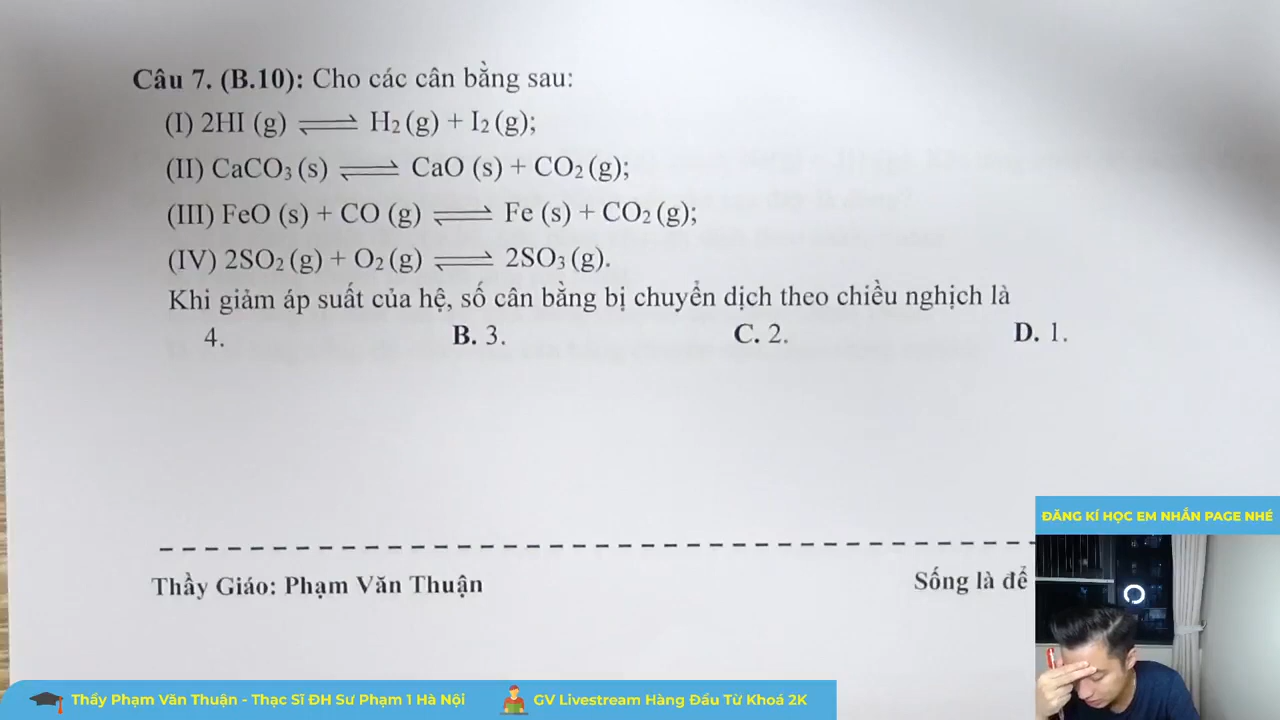 Câu 7. (B.10): Cho các cân bằng sau:
(I) 2HI (g) ⇌ H₂ (g) + I₂ (g);
(II) CaCO₃ (s) ⇌ CaO (s) + CO₂ (g);
(III) FeO (s) + CO (g) ⇌ Fe (s) + CO₂ (g);
(IV) 2SO₂ (g) + O₂ (g) ⇌ 2SO₃ (g).
Khi giảm áp suất của hệ, số cân bằng bị chuyển dịch theo chiều nghịch là
4. B. 3. C. 2. D. 1.
ĐĂNG KÍ HỌC EM NHẮN PAGE NHÉ
Thầy Giáo: Phạm Văn Thuận Sống là để
Thầy Phạm Văn Thuận - Thạc Sĩ ĐH Sư Phạm 1 Hà Nội GV Livestream Hàng Đầu Từ Khoá 2K